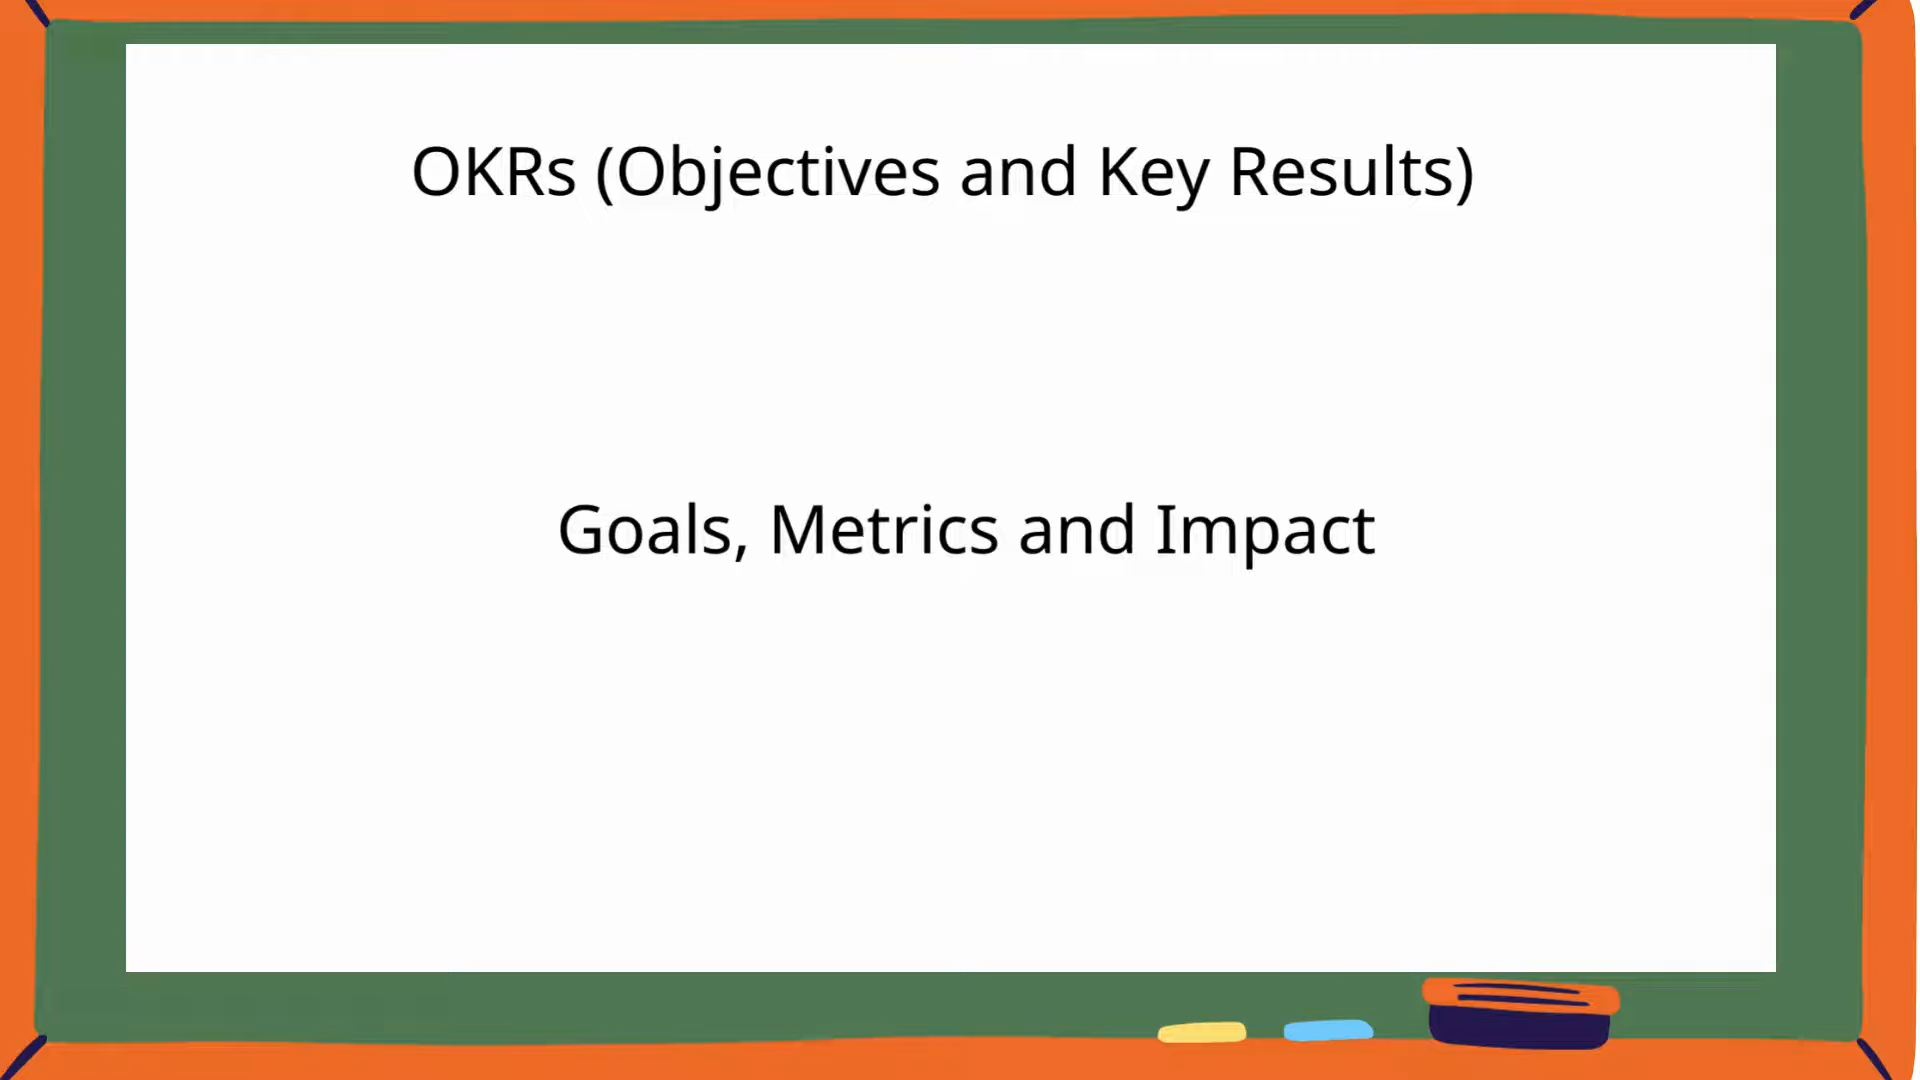 OKRs (Objectives and Key Results)
Goals, Metrics and Impact